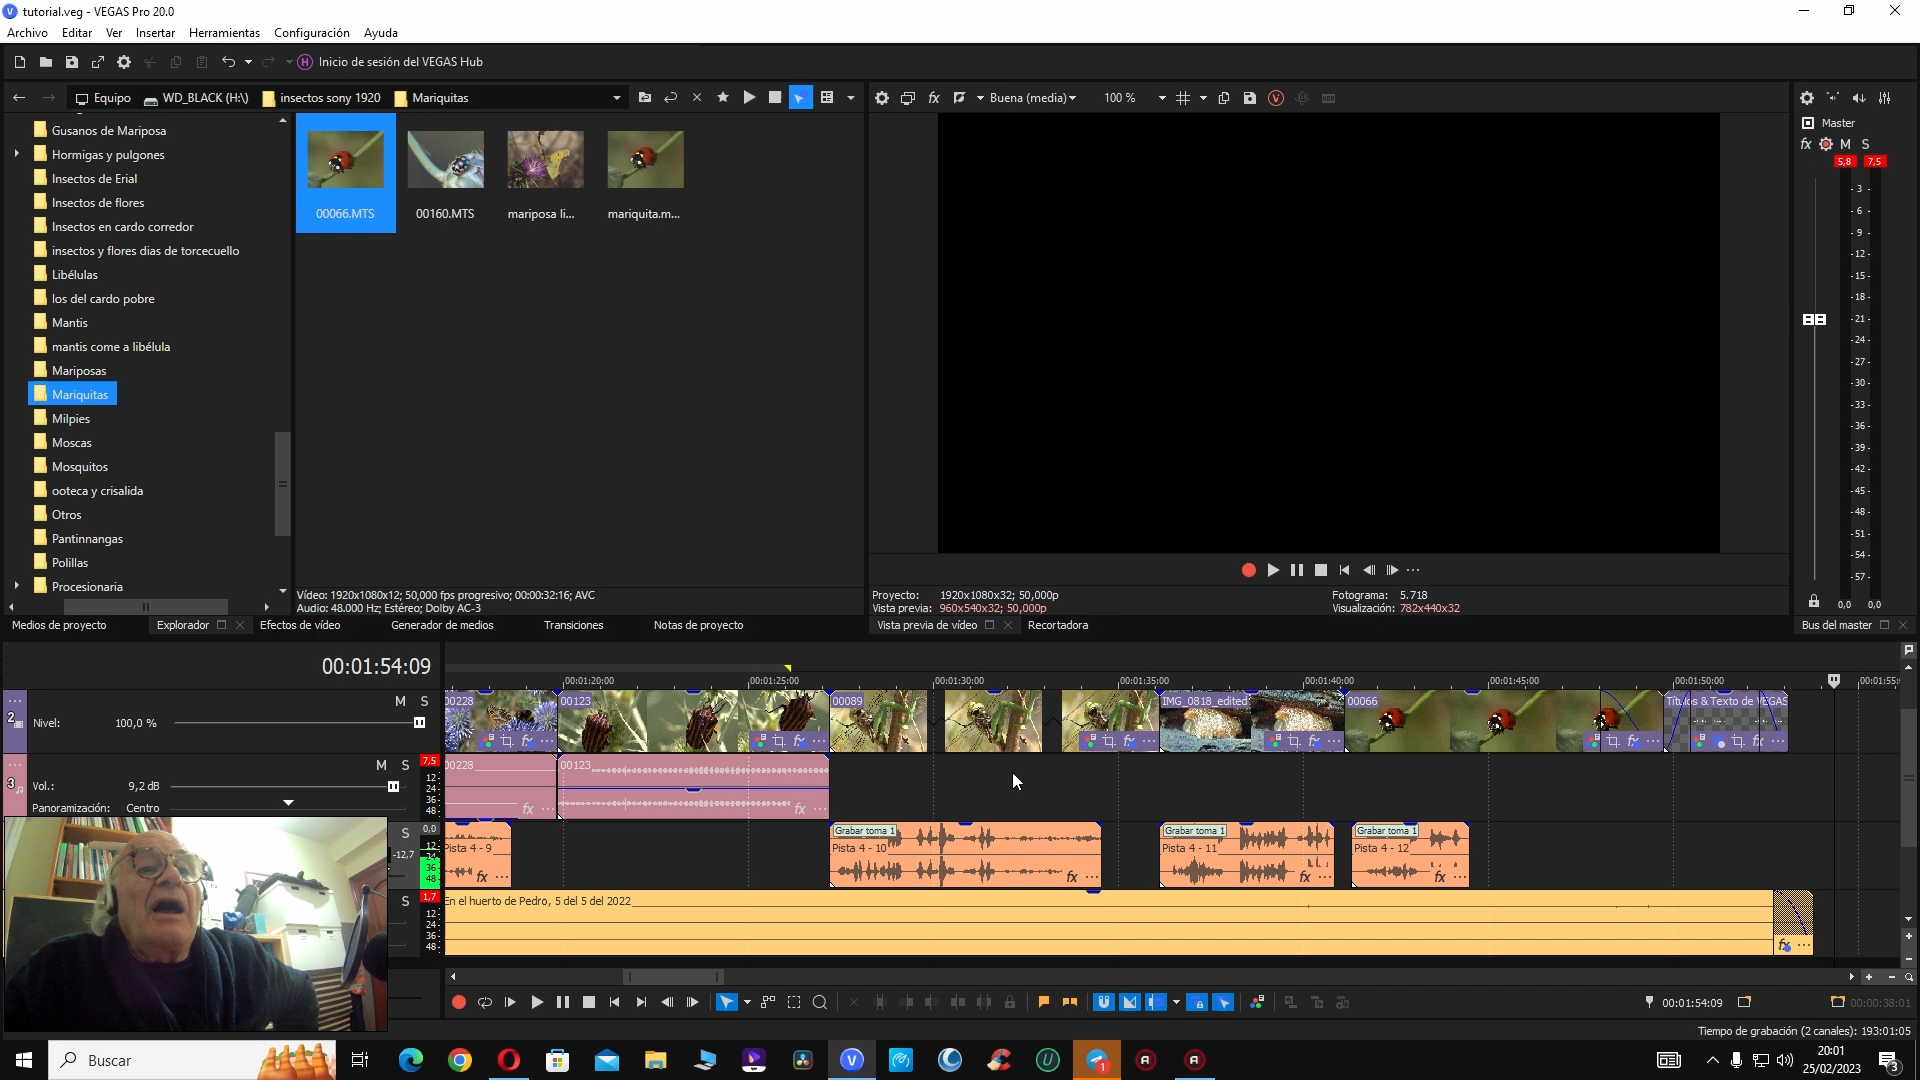 tutorial.veg - VEGAS Pro 20.0
Archivo Editar Ver Insertar Herramientas Configuración Ayuda
Inicio de sesión del VEGAS Hub
Equipo WD_BLACK (H:\) insectos sony 1920 Mariquitas
Buena (media) 100 %
Gusanos de Mariposa
Hormigas y pulgones
Insectos de Erial
Insectos de flores
Insectos en cardo corredor
insectos y flores dias de torcecuello
Libélulas
los del cardo pobre
Mantis
mantis come a libélula
Mariposas
Mariquitas
Milpies
Moscas
Mosquitos
ooteca y crisalida
Otros
Pantinnangas
Polillas
Procesionaria
00066.MTS 00160.MTS mariposa li... mariquita.m...
Vídeo: 1920x1080x12; 50,000 fps progresivo; 00:00:32:16; AVC
Audio: 48.000 Hz; Estéreo; Dolby AC-3
Master
fx M S
5,8 7,5
3
6
9
-12-
-15-
-18-
-21-
-24-
-27-
-30-
-33-
-36-
-39-
-42-
-45-
-48-
-51-
-54-
-57-
0,0 0,0
Proyecto: 1920x1080x32; 50,000p
Vista previa: 960x540x32; 50,000p
Fotograma: 5.718
Visualización: 782x440x32
Medios de proyecto Explorador Efectos de vídeo Generador de medios Transiciones Notas de proyecto
Vista previa de vídeo Recortadora
Bus del master
00:01:54:09
00:01:20:00 00:01:25:00 00:01:30:00 00:01:35:00 00:01:40:00 00:01:45:00 00:01:50:00 00:01:55:
2 M S
Nivel: 100,0 %
00228 00123 00089 IMG_0818_edited 00066 Títulos & Texto de VEGAS
3 M S
Vol.: 9,2 dB
Panoramización: Centro
7,5
12-
24-
36-
48-
00228 00123
S
0,0
-12,7
12-
24
36-
48-
Pista 4 - 9
Grabar toma 1
Pista 4 - 10
Grabar toma 1
Pista 4 - 11
Grabar toma 1
Pista 4 - 12
S
1,7
12-
24-
36-
48-
En el huerto de Pedro, 5 del 5 del 2022
00:01:54:09
00:00:38:01
Tiempo de grabación (2 canales): 193:01:05
Buscar
20:01
25/02/2023
1
3